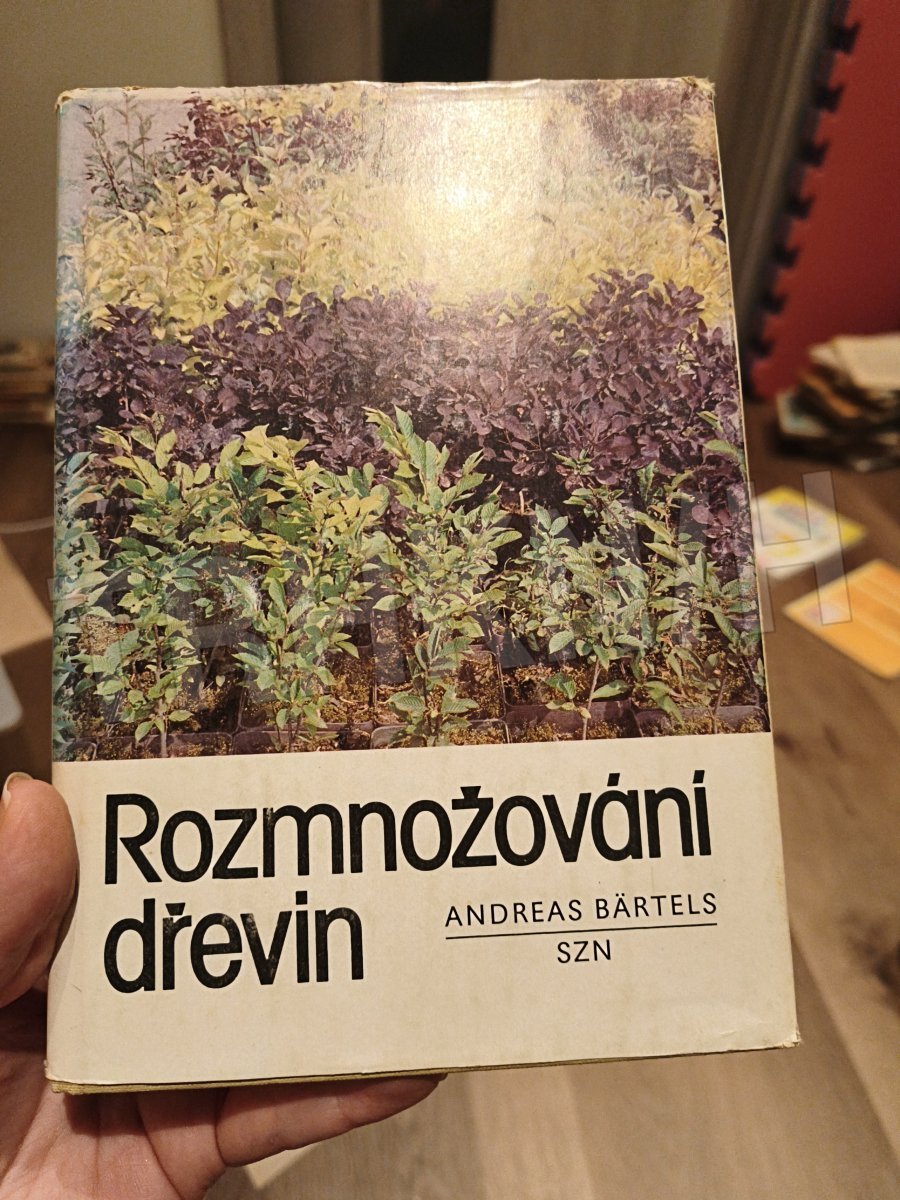 Rozmnožování
dřevin
ANDREAS BÄRTELS
SZN